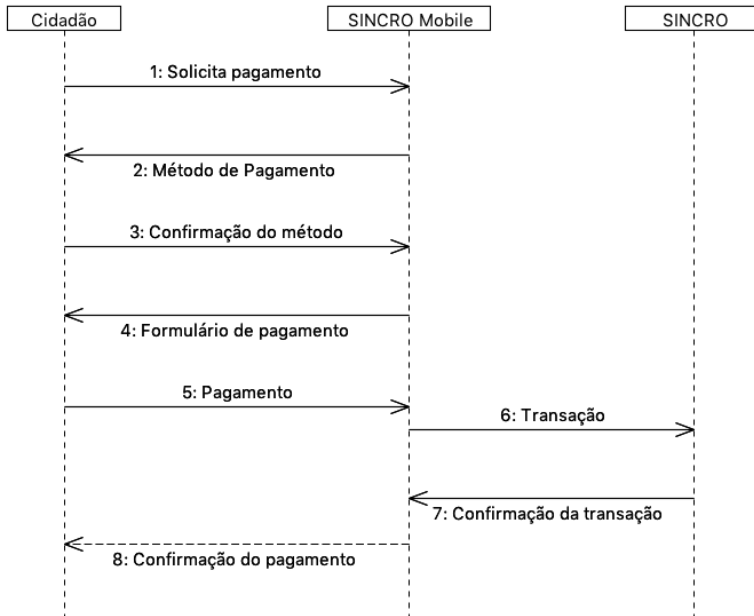 Cidadão
SINCRO Mobile
SINCRO
1: Solicita pagamento
2: Método de Pagamento
3: Confirmação do método
4: Formulário de pagamento
5: Pagamento
6: Transação
7: Confirmação da transação
8: Confirmação do pagamento